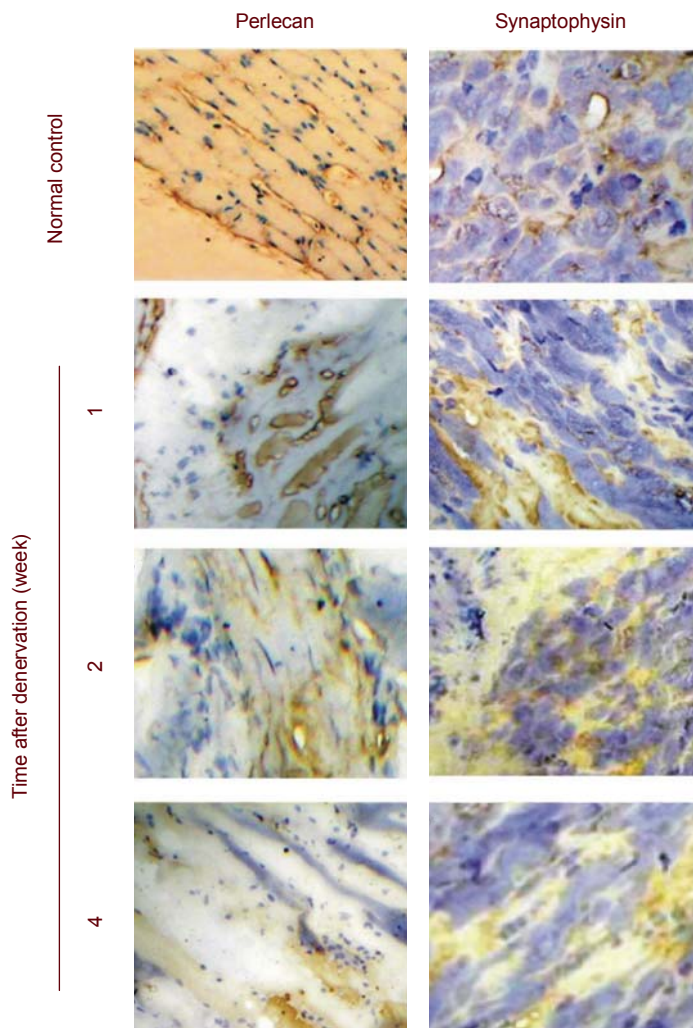 Perlecan
Synaptophysin
Normal control
Time after denervation (week)
1
2
4